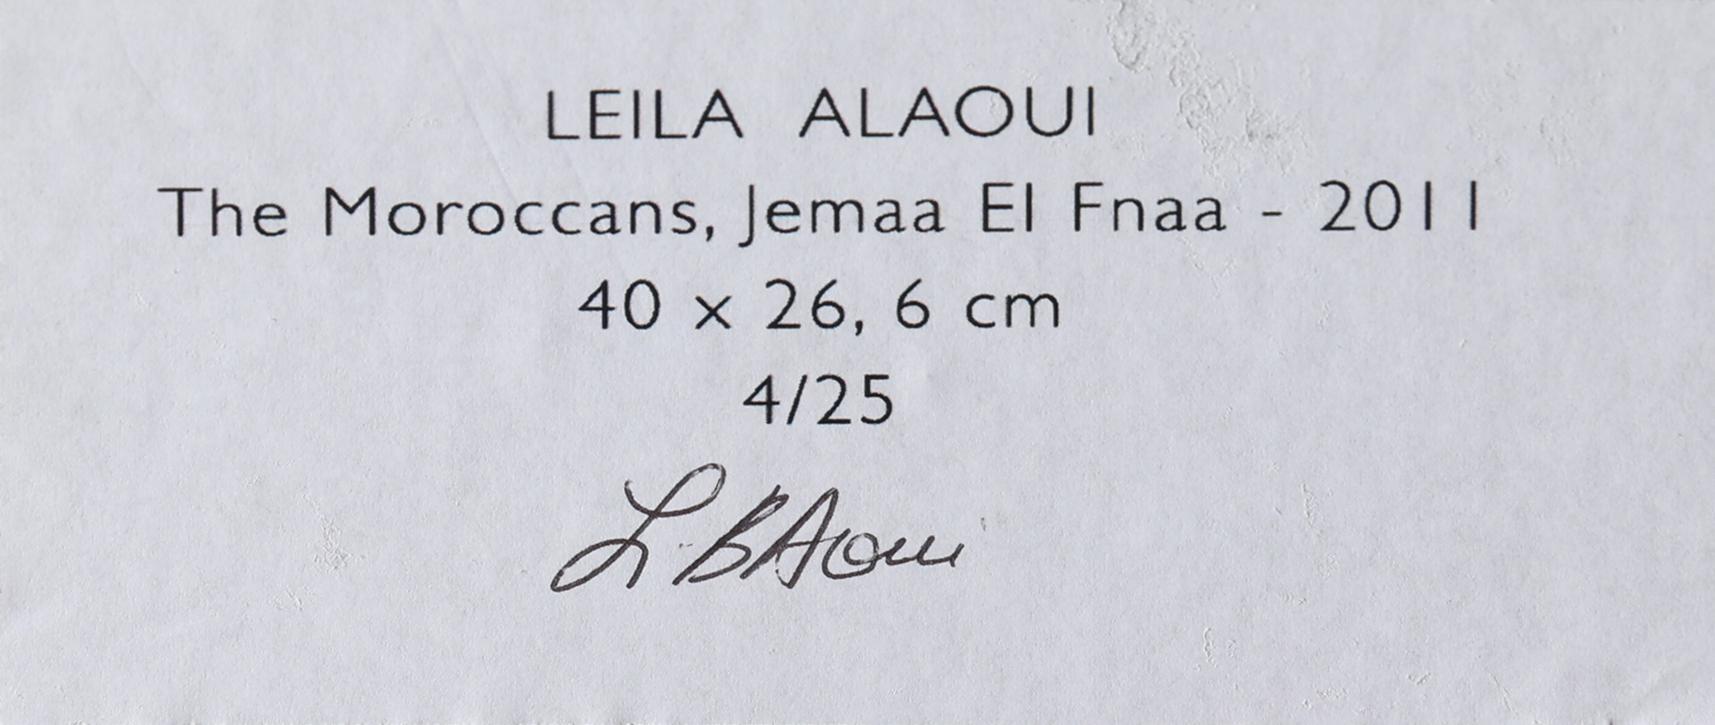 LEILA ALAOUI
The Moroccans, Jemaa El Fnaa - 2011
40 x 26, 6 cm
4/25